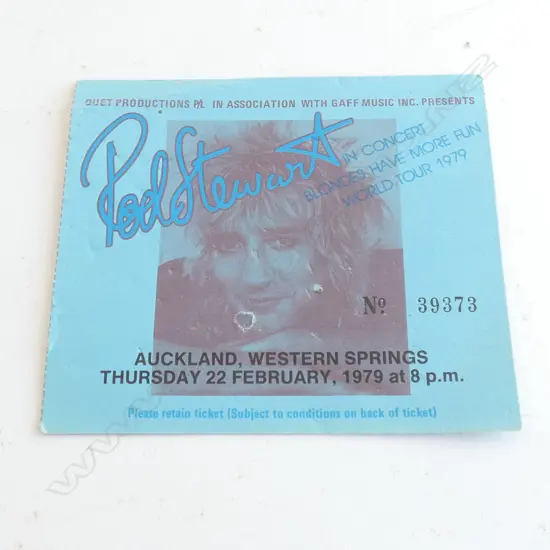 DUET PRODUCTIONS P/L IN ASSOCIATION WITH GAFF MUSIC INC. PRESENTS
Rod Stewart
IN CONCERT
BLONDES HAVE MORE FUN
WORLD TOUR 1979
Nº 39373
AUCKLAND, WESTERN SPRINGS
THURSDAY 22 FEBRUARY, 1979 at 8 p.m.
Please retain ticket (Subject to conditions on back of ticket)